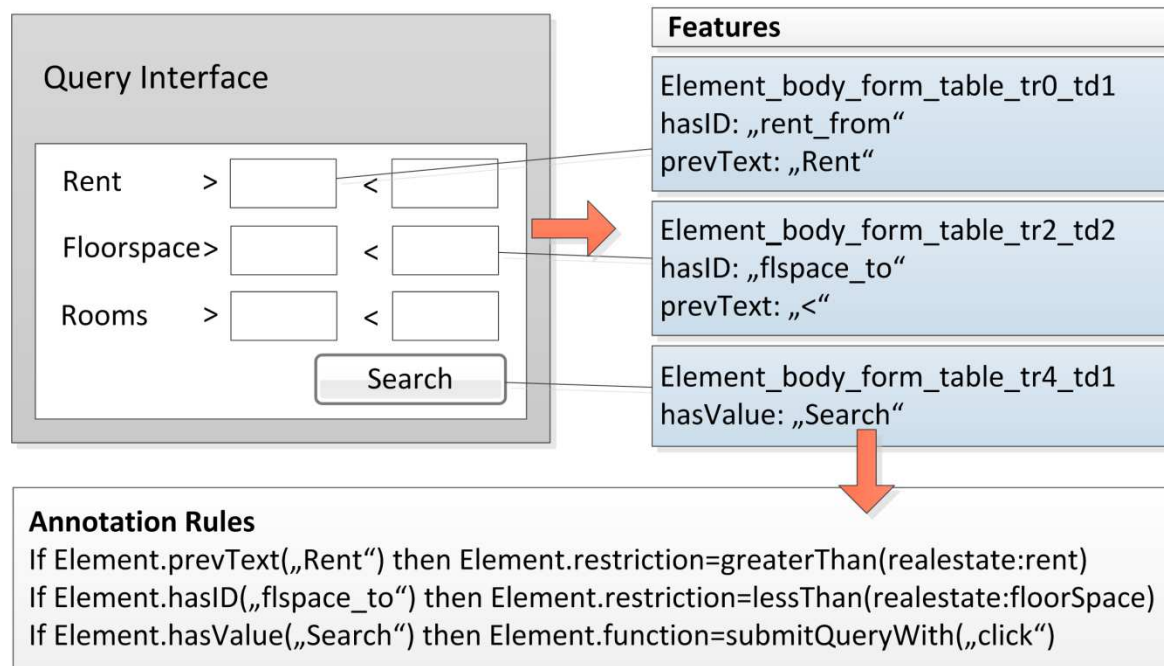 Query Interface
Rent > <
Floorspace> <
Rooms > <
Search
Features
Element_body_form_table_tr0_td1
hasID: „rent_from“
prevText: „Rent“
Element_body_form_table_tr2_td2
hasID: „flspace_to“
prevText: „<“
Element_body_form_table_tr4_td1
hasValue: „Search“
Annotation Rules
If Element.prevText(„Rent“) then Element.restriction=greaterThan(realestate:rent)
If Element.hasID(„flspace_to“) then Element.restriction=lessThan(realestate:floorSpace)
If Element.hasValue(„Search“) then Element.function=submitQueryWith(„click“)